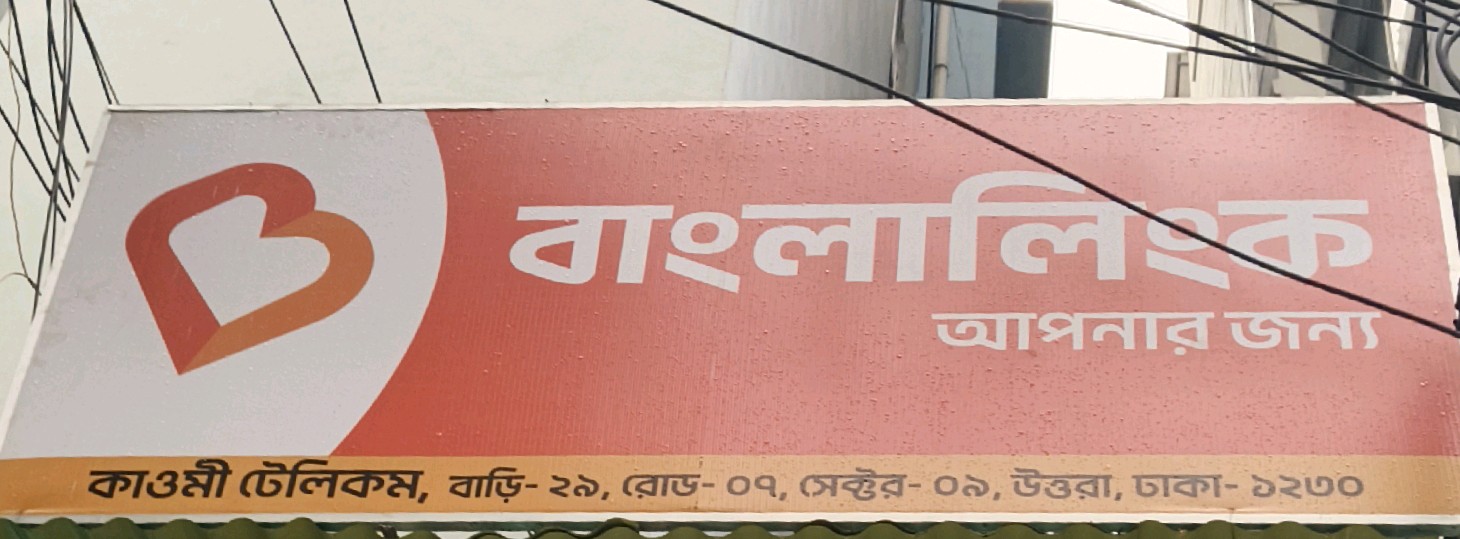 বাংলালিংক
আপনার জন্য
কাওমী টেলিকম, বাড়ি- ২৯, রোড- ০৭, সেক্টর- ০৯, উত্তরা, ঢাকা- ১২৩০